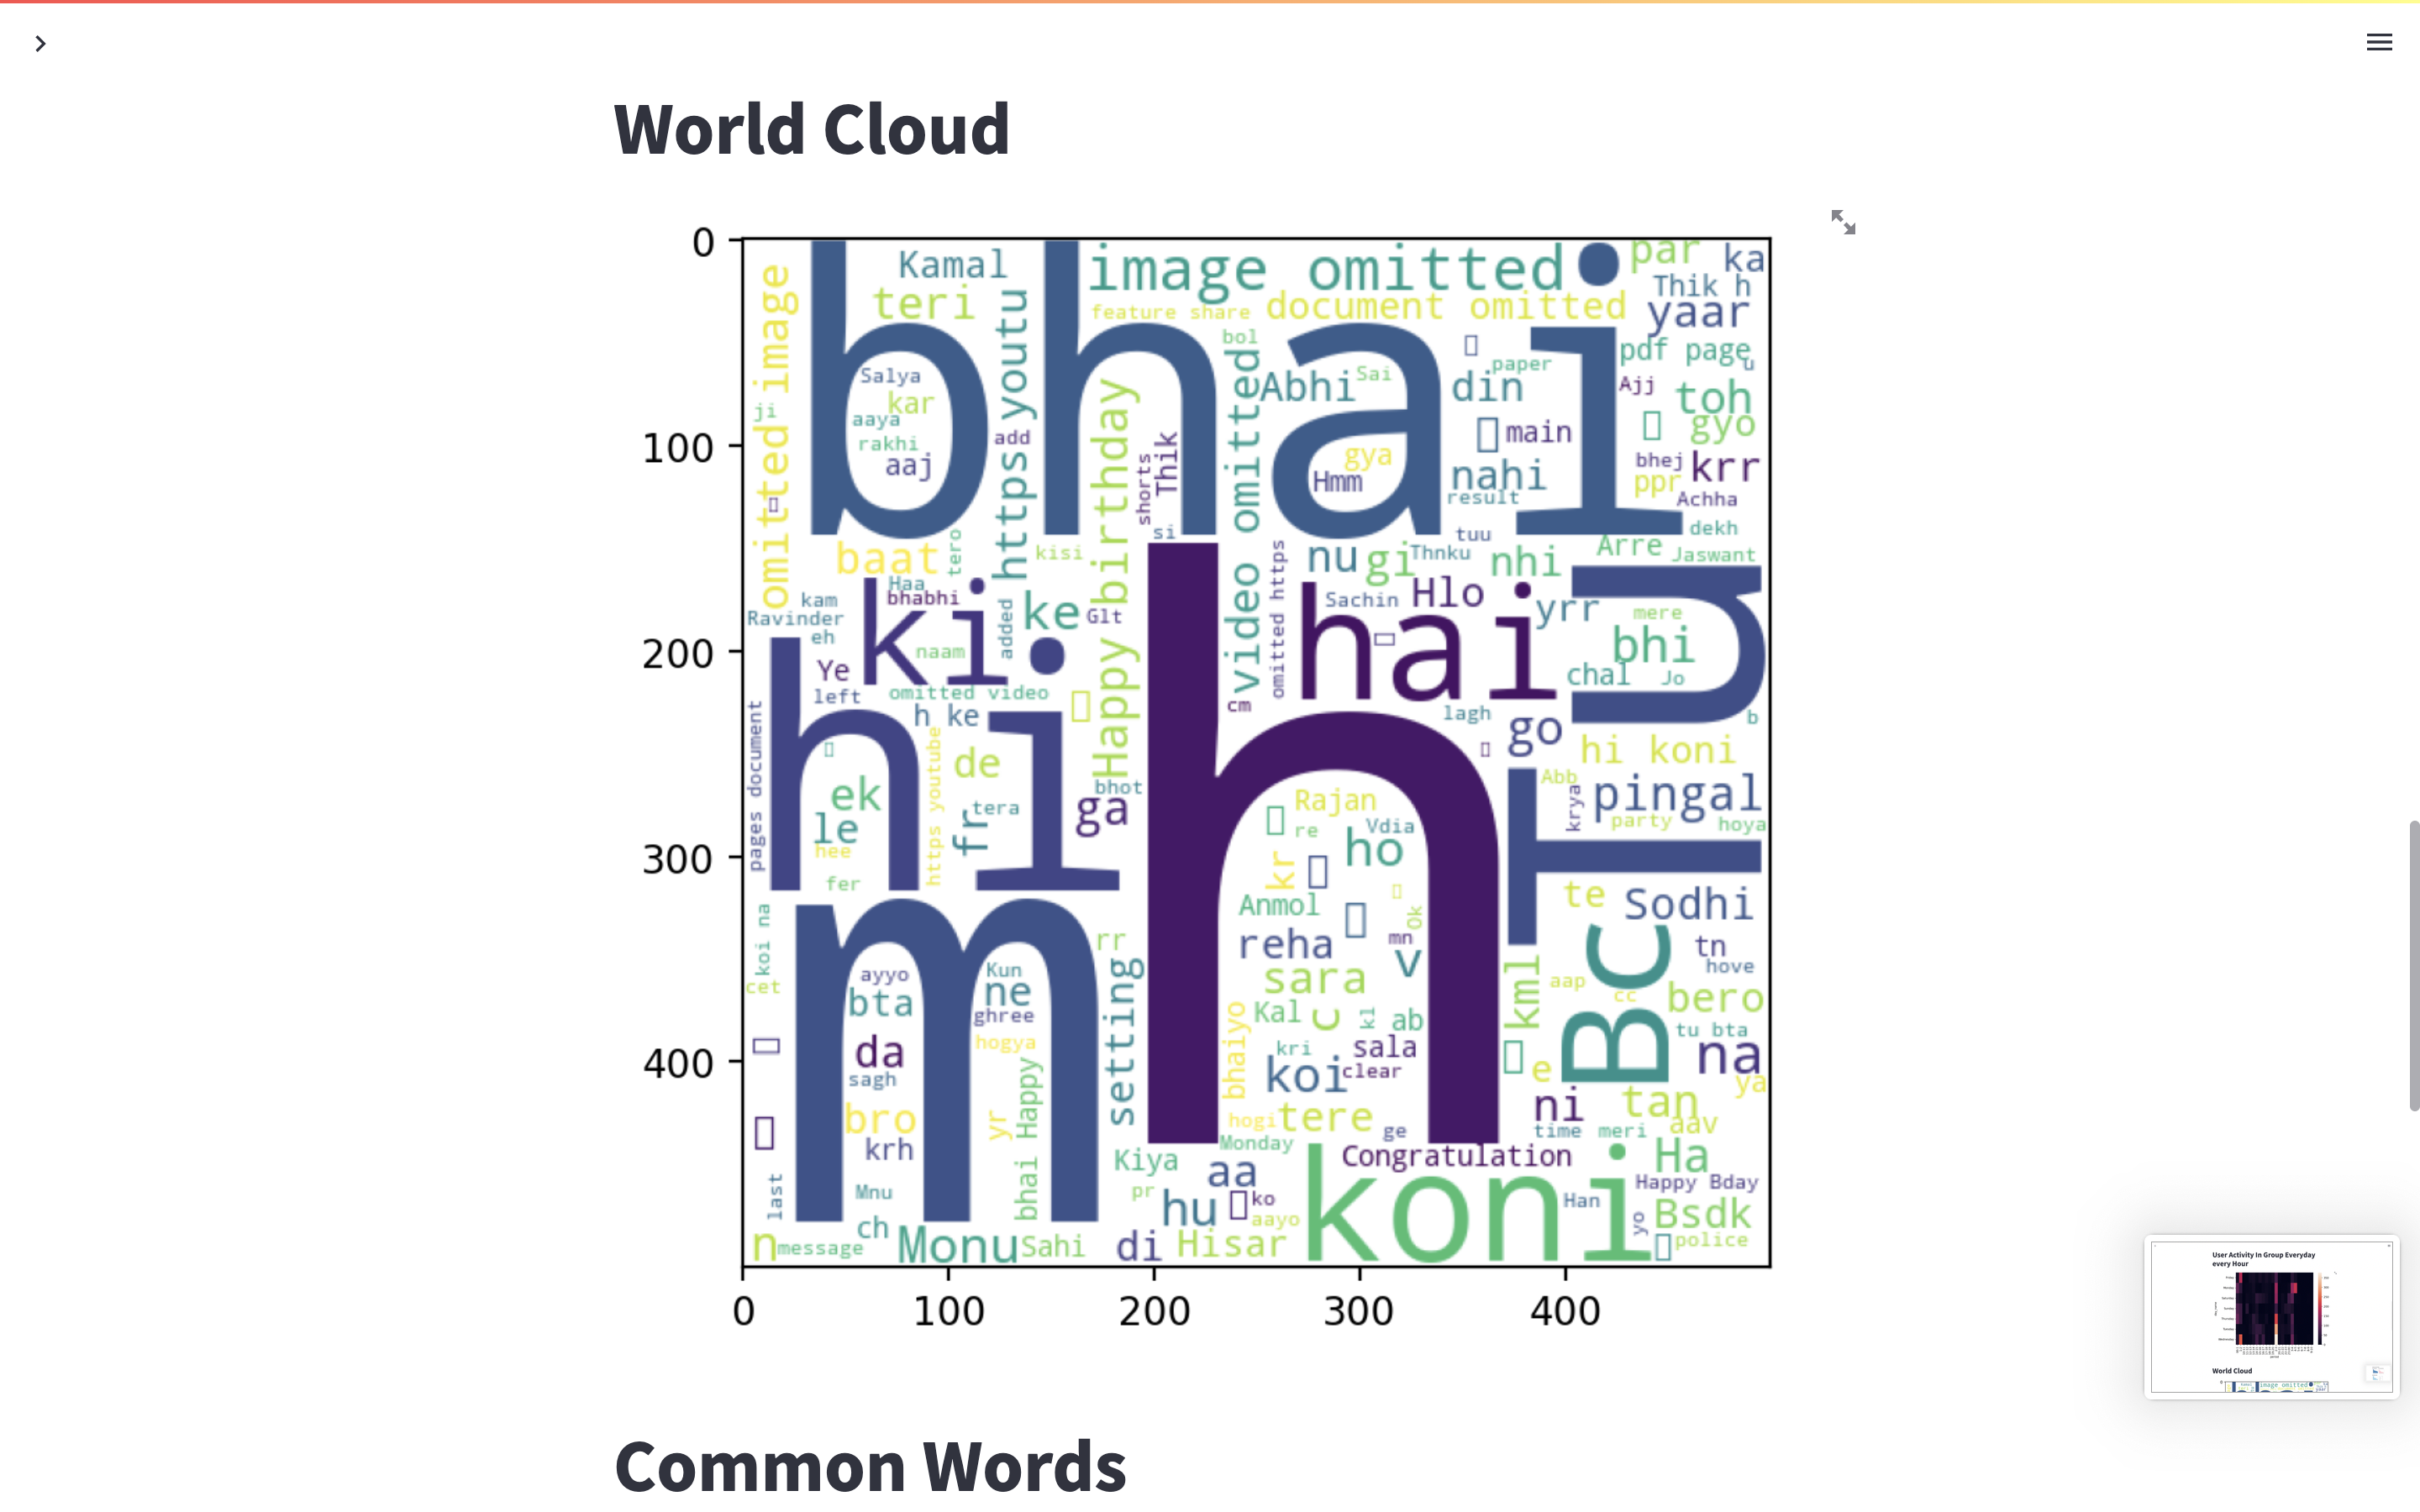 World Cloud
0
100
200
300
400
0 100 200 300 400
Kamal
image omitted
par
ka
Thik h
teri
feature share
document omitted
yaar
omitted image
bhai
https youtu
bol
video omitted
pdf page
u
paper
Salya
Abhi
Sai
din
Ajj
toh
ji
kar
aaya
rakhi
aaj
add
Happy birthday
shorts
Thik
gya
Hmm
main
gyo
bhej
krr
nahi
result
ppr
Achha
si
tuu
dekh
baat
tero
kisi
omitted https
nu
gi
Thnku
nhi
Arre
Jaswant
Haa
kam
bhabhi
Ravinder
eh
ki
added
ke
Glt
Sachin
Hlo
hai
yrr
mere
bhi
naam
Ye
left
omitted video
chal
Jo
cm
h ke
lagh
go
b
hi
h
pages document
https youtube
de
hi koni
bhot
Abb
ek
tera
ga
krya
pingal
Rajan
party
hoya
le
hee
fr
re
Vdia
ho
fer
kr
T
u
te
Sodhi
koi na
Anmol
Ok
rr
reha
mn
tn
hove
m
cet
ayyo
Kun
bta
ne
ghree
setting
sara
v
kml
aap
cc
Bc
bero
Kal
c
kl
ab
tu bta
da
hogya
bhaiyo
kri
sala
na
sagh
koi
clear
e
ya
bro
yr
bhai Happy
hogi
tere
ge
ni
tan
aav
time
meri
krh
Monday
Congratulation
Ha
Kiya
aa
last
Mnu
pr
hu
ko
aayo
koni
Han
yo
Happy Bday
Bsdk
ch
n
message
Monu
Sahi
di
Hisar
police
User Activity In Group Everyday
every Hour
World Cloud
image omitted
Common Words